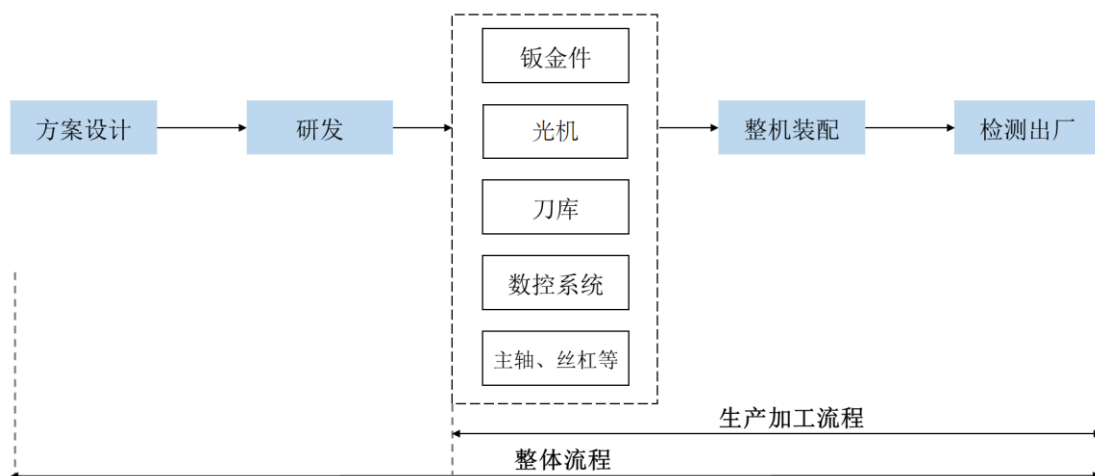 方案设计
研发
钣金件
光机
刀库
数控系统
主轴、丝杠等
整机装配
检测出厂
生产加工流程
整体流程